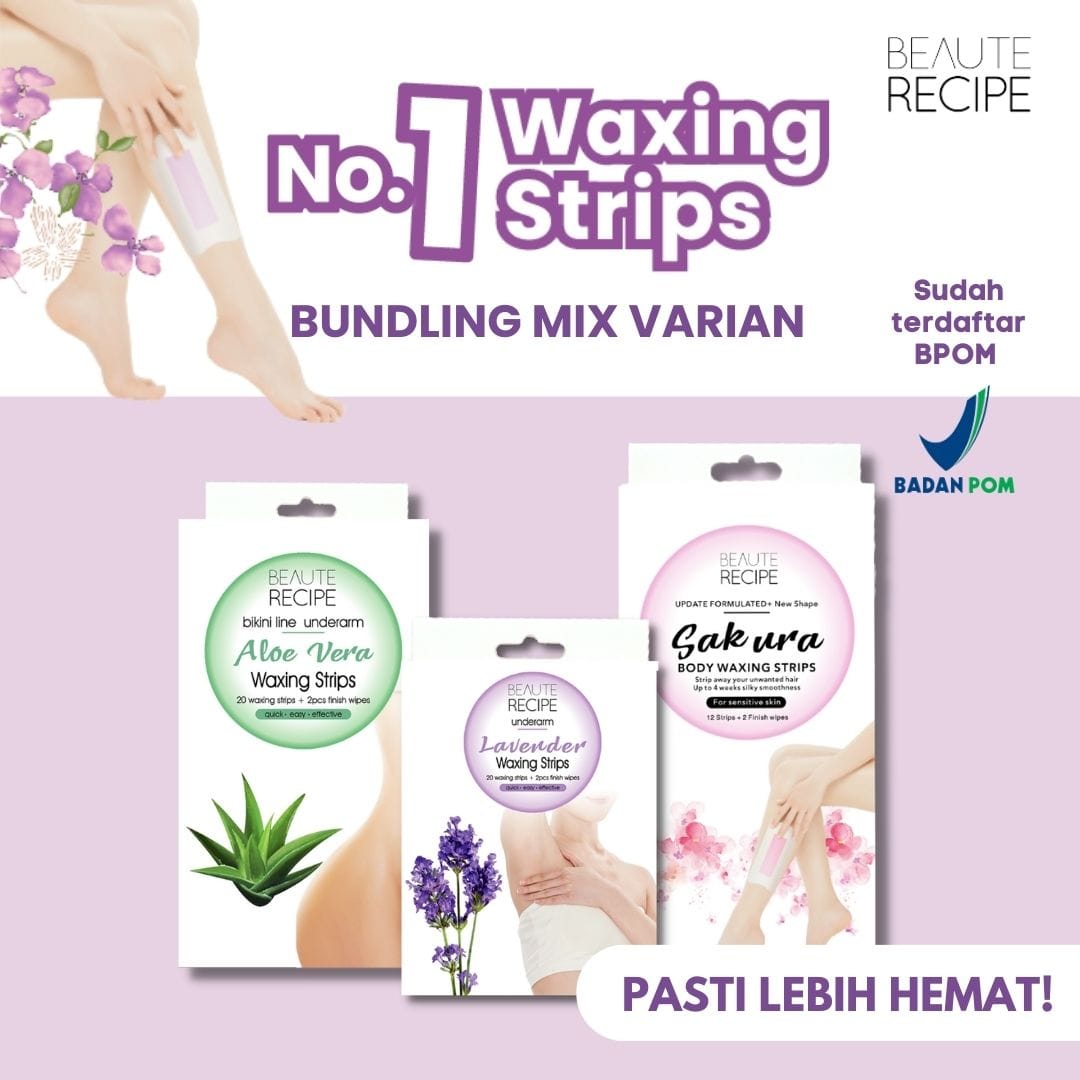 BEAUTE
RECIPE
No.1 Waxing
Strips
BUNDLING MIX VARIAN
Sudah
terdaftar
BPOM
BADAN POM
BEAUTE
RECIPE
bikini line underarm
Aloe Vera
Waxing Strips
20 waxing strips + 2pcs finish wipes
quick • easy • effective
BEAUTE
RECIPE
underarm
Lavender
Waxing Strips
20 waxing strips + 2pcs finish wipes
quick • easy • effective
BEAUTE
RECIPE
UPDATE FORMULATED+ New Shape
Sakura
BODY WAXING STRIPS
Strip away your unwanted hair
Up to 4 weeks silky smoothness
For sensitive skin
12 Strips + 2 Finish wipes
PASTI LEBIH HEMAT!